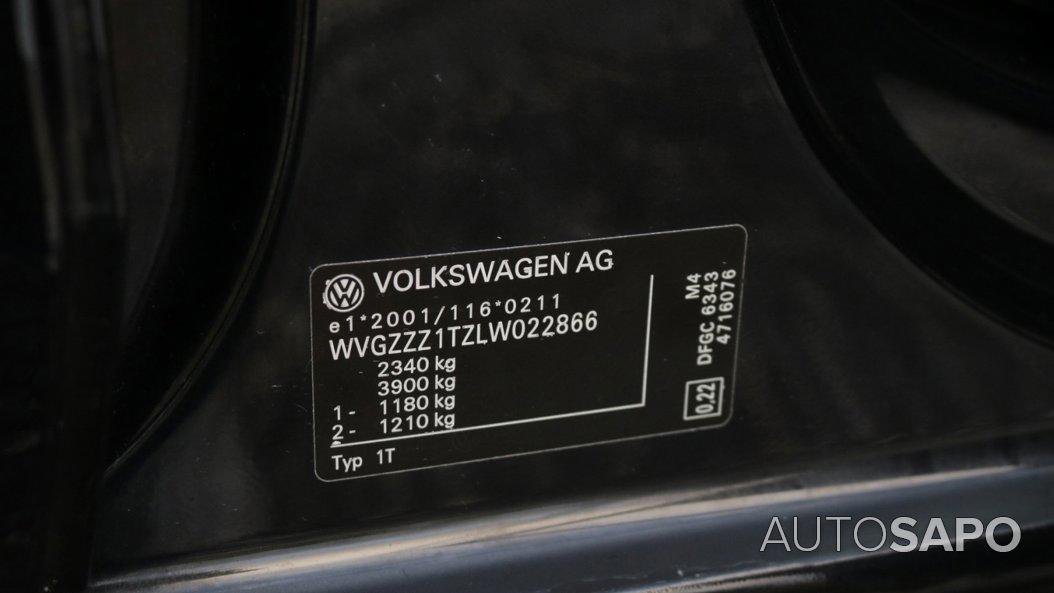 VOLKSWAGEN AG
e1*2001/116*0211
WVGZZZ1TZLW022866
2340 kg
3900 kg
1- 1180 kg
2- 1210 kg
Typ 1T
M4
DFGC 6343
4716076
0.22
AUTOSAPO